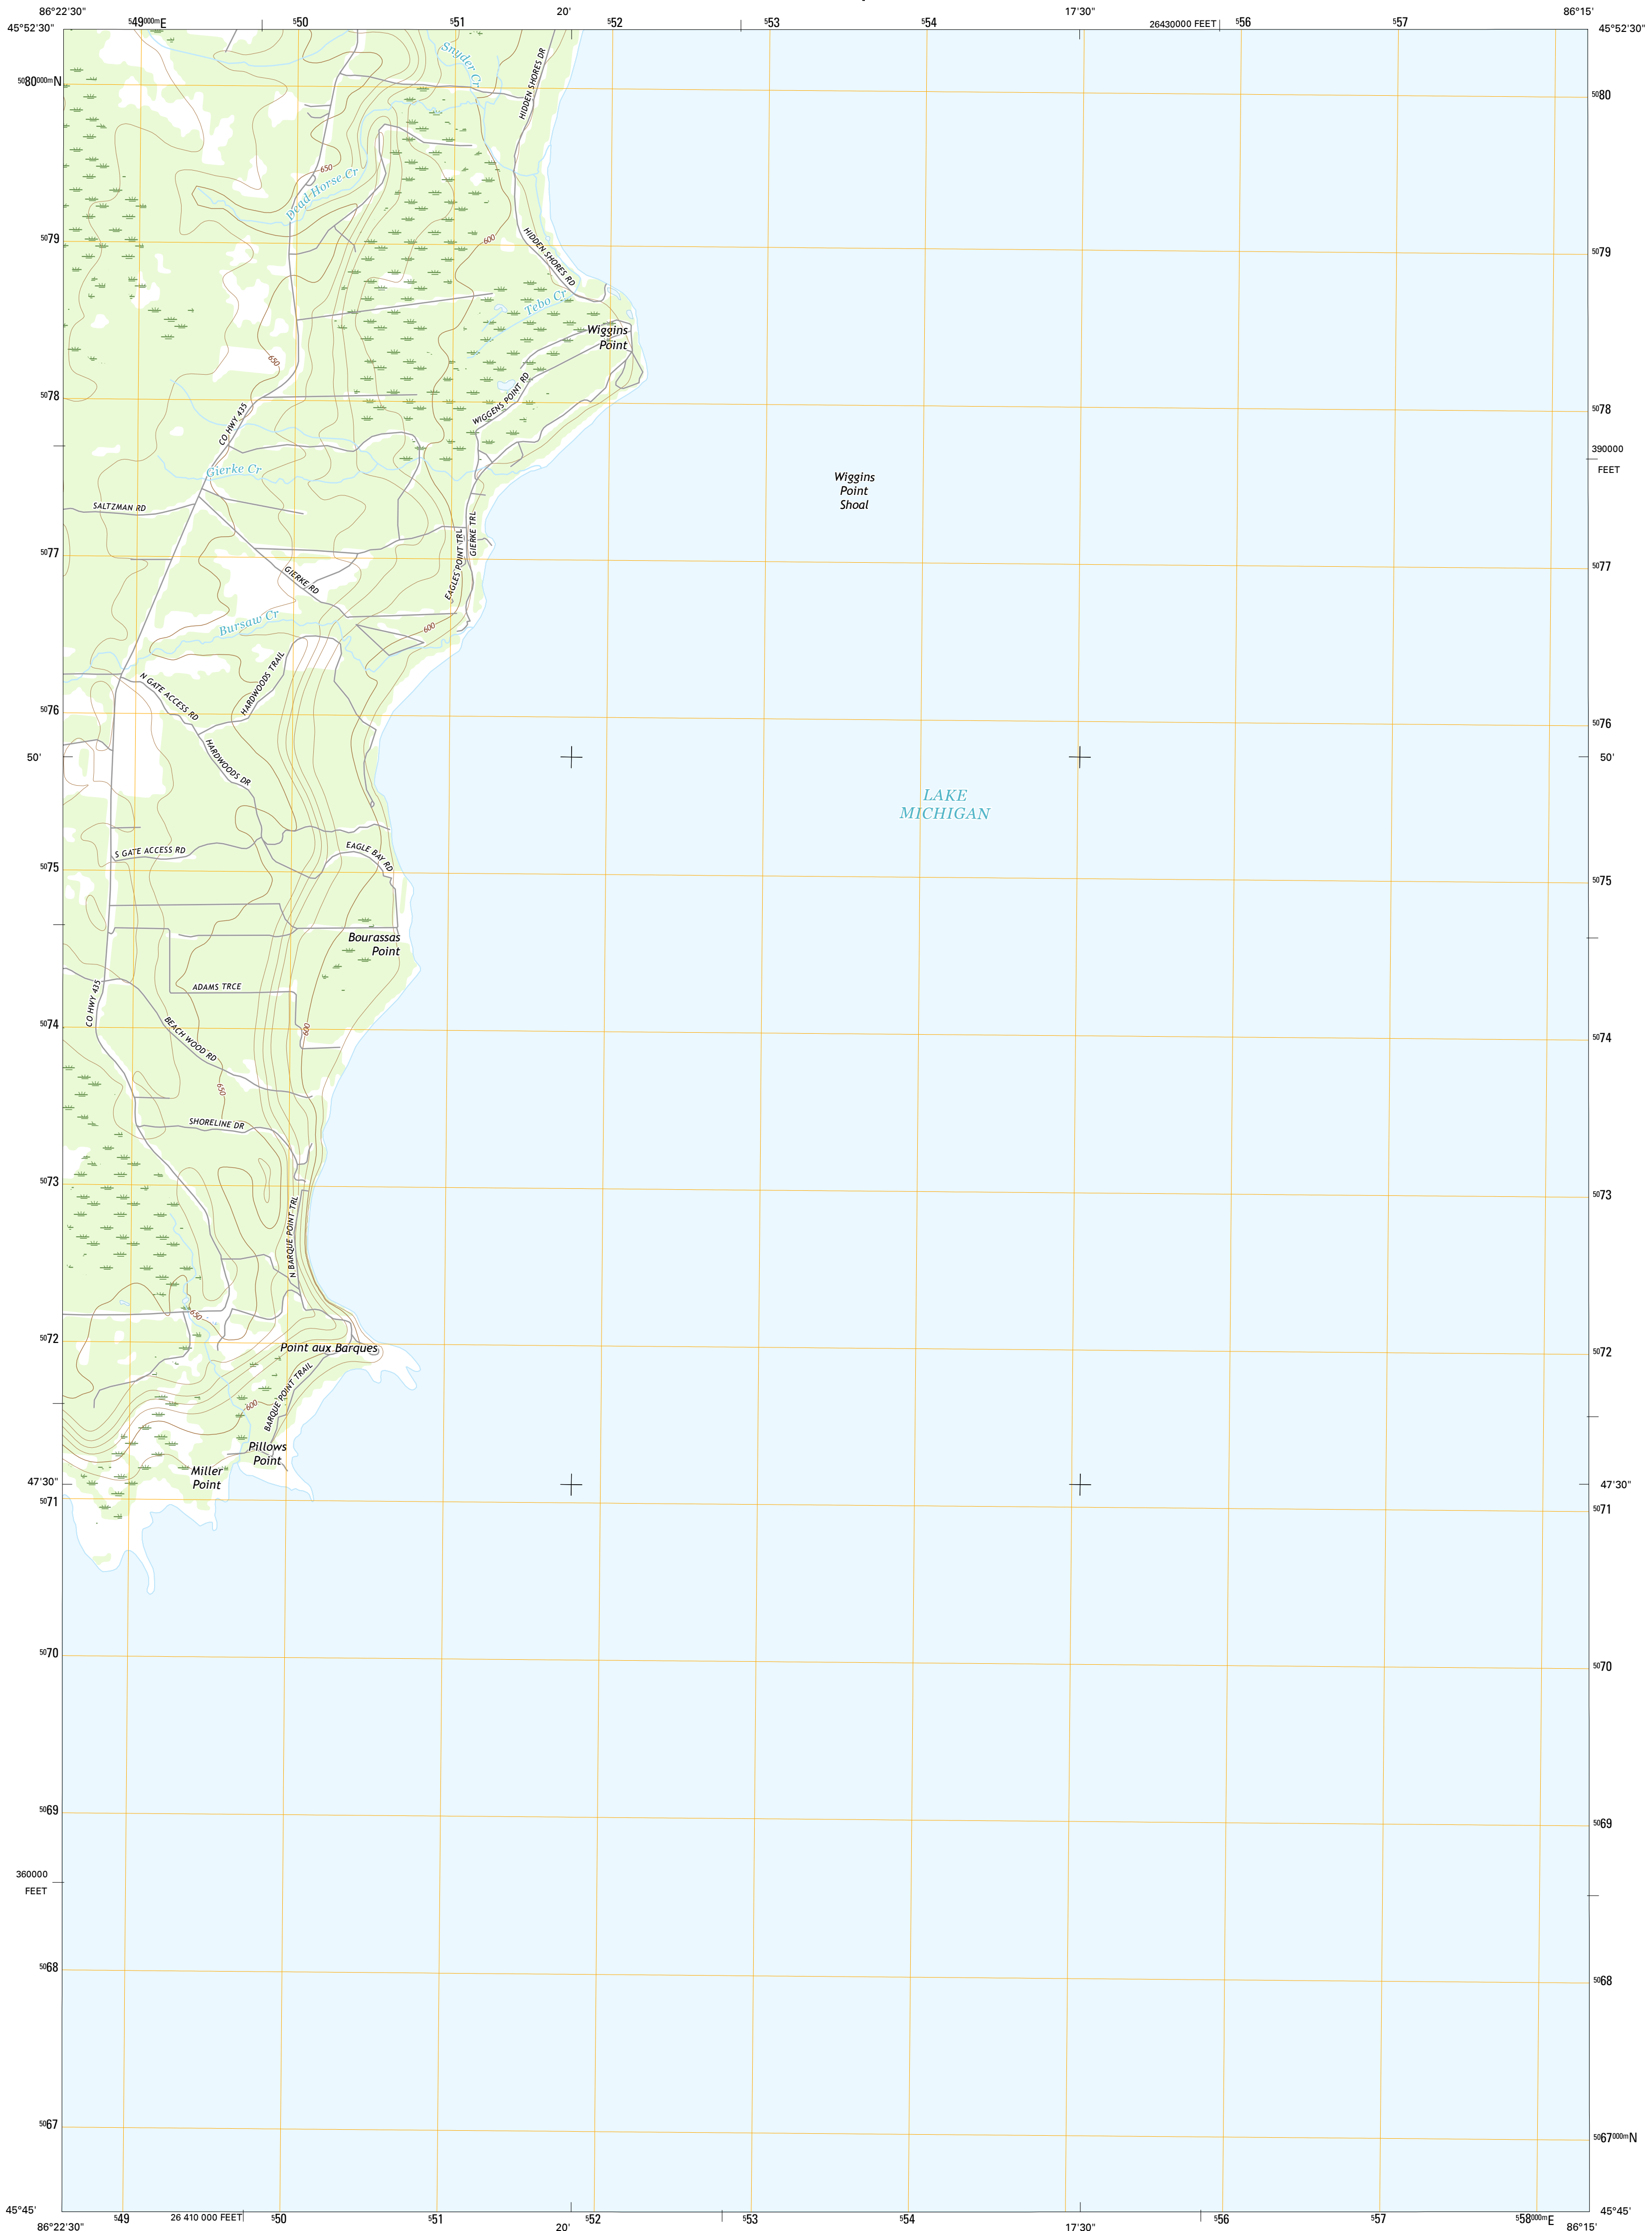 86°22'30"
20'
17'30"
86°15'
45°52'30"
549000mE
550
551
552
553
554
26430000 FEET
556
557
45°52'30"
Snyder Cr
HIDDEN SHORES DR
5080000mN
5080
650
Dead Horse Cr
5079
600
HIDDEN SHORES RD
5079
Tebo Cr
Wiggins
Point
650
5078
WIGGENS POINT RD
CO HWY 435
5078
390000
FEET
Gierke Cr
Wiggins
Point
Shoal
SALTZMAN RD
GIERKE TRL
EAGLES POINT TRL
5077
5077
GIERKE RD
Bursaw Cr
600
HARDWOODS TRAIL
N GATE ACCESS RD
5076
5076
HARDWOODS DR
50'
50'
LAKE
MICHIGAN
S GATE ACCESS RD
EAGLE BAY RD
5075
5075
Bourassas
Point
ADAMS TRCE
CO HWY 435
5074
BEACH WOOD RD
600
5074
650
SHORELINE DR
5073
5073
N BARQUE POINT TRL
650
5072
Point aux Barques
5072
BARQUE POINT TRAIL
600
Pillows
Point
Miller
Point
47'30"
47'30"
5071
5071
5070
5070
5069
5069
360000
FEET
5068
5068
5067
5067000mN
45°45'
45°45'
549
26 410 000 FEET
550
551
552
553
554
556
557
558000mE
86°22'30"
20'
17'30"
86°15'